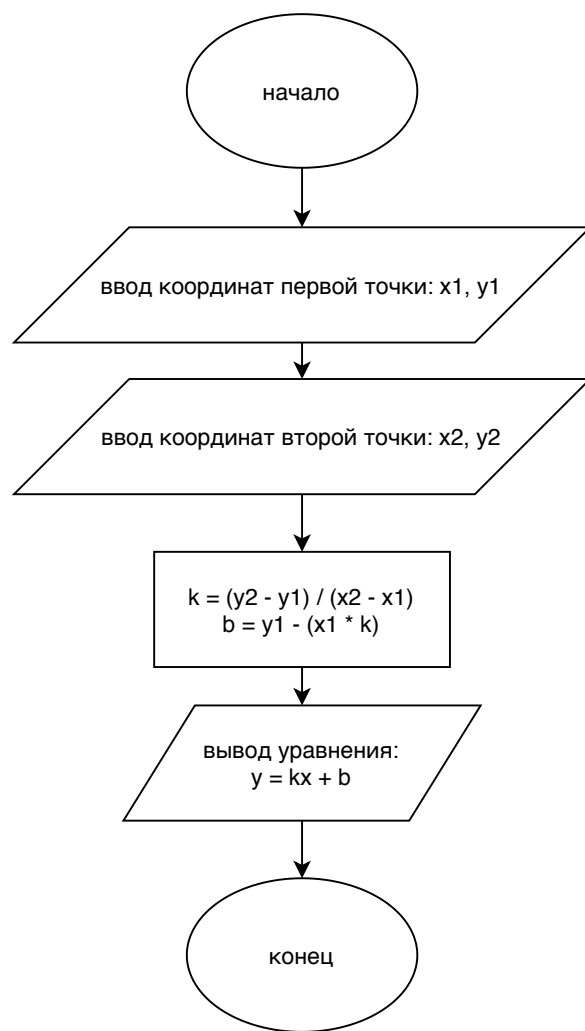 начало
ввод координат первой точки: x1, y1
ввод координат второй точки: x2, y2
k = (y2 - y1) / (x2 - x1)
b = y1 - (x1 * k)
вывод уравнения:
y = kx + b
конец